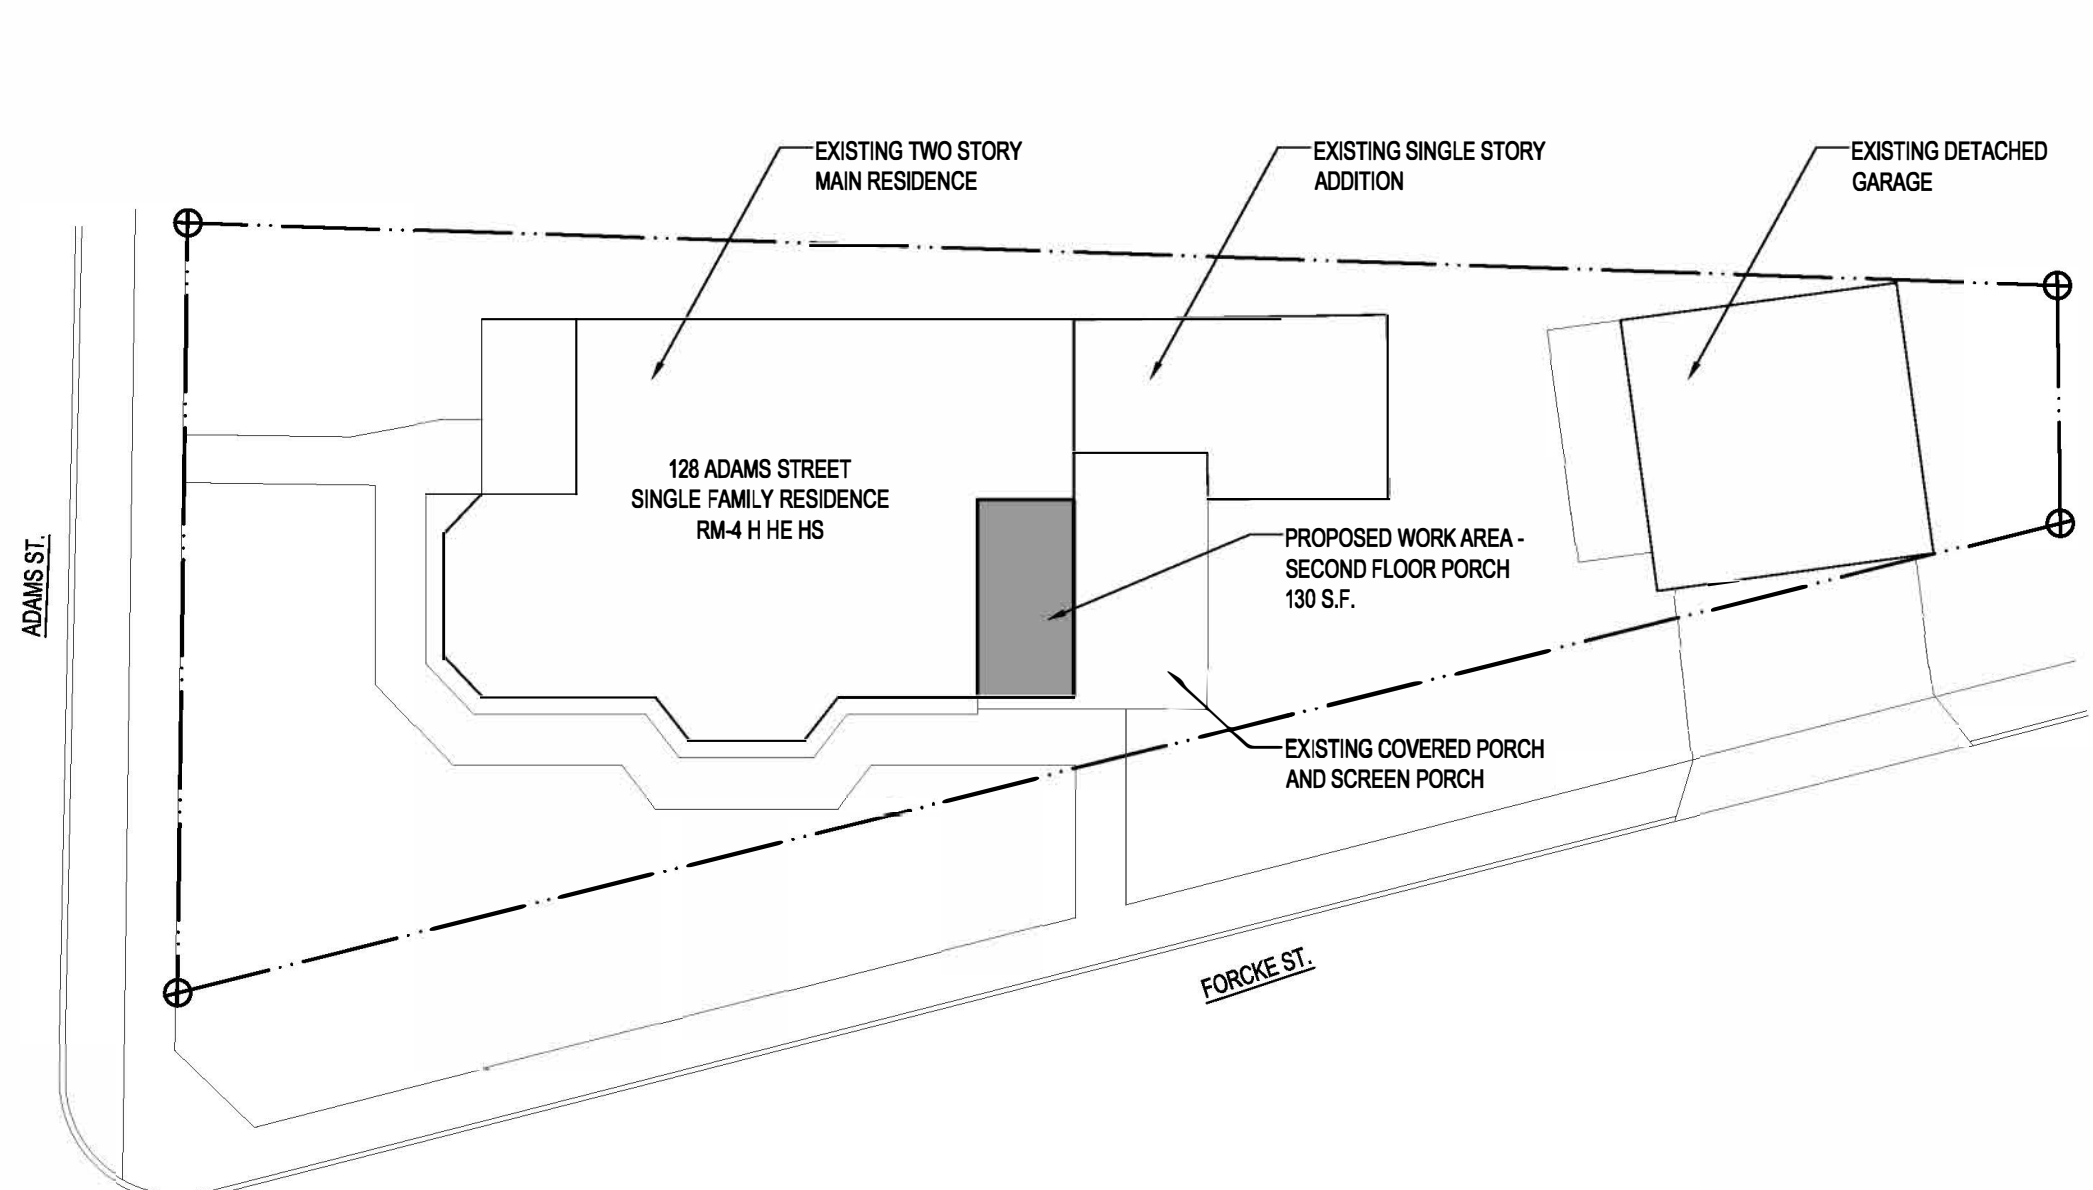 EXISTING TWO STORY
MAIN RESIDENCE
EXISTING SINGLE STORY
ADDITION
EXISTING DETACHED
GARAGE
128 ADAMS STREET
SINGLE FAMILY RESIDENCE
RM-4 H HE HS
PROPOSED WORK AREA -
SECOND FLOOR PORCH
130 S.F.
ADAMS ST.
EXISTING COVERED PORCH
AND SCREEN PORCH
FORCKE ST.